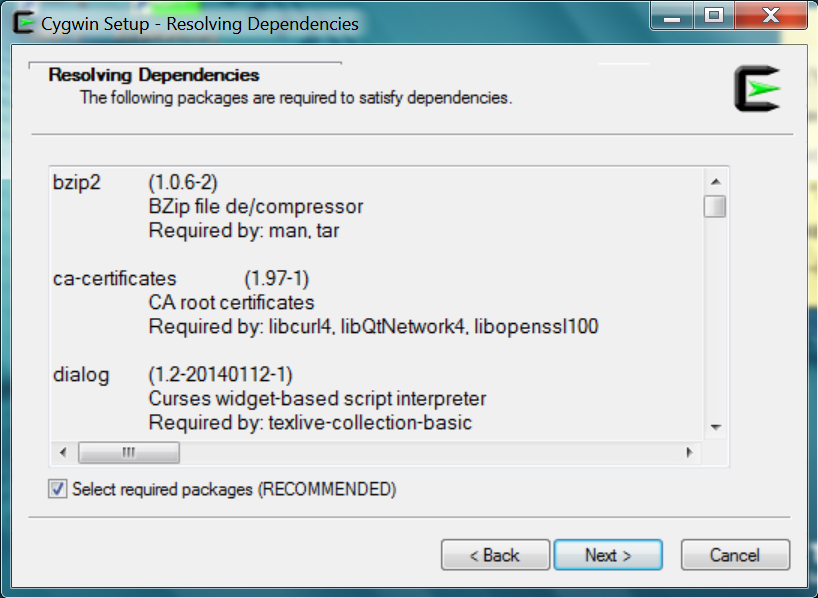 Cygwin Setup - Resolving Dependencies
Resolving Dependencies
The following packages are required to satisfy dependencies.
bzip2 (1.0.6-2)
BZip file de/compressor
Required by: man, tar
ca-certificates (1.97-1)
CA root certificates
Required by: libcurl4, libQtNetwork4, libopenssl100
dialog (1.2-20140112-1)
Curses widget-based script interpreter
Required by: texlive-collection-basic
Select required packages (RECOMMENDED)
< Back Next > Cancel